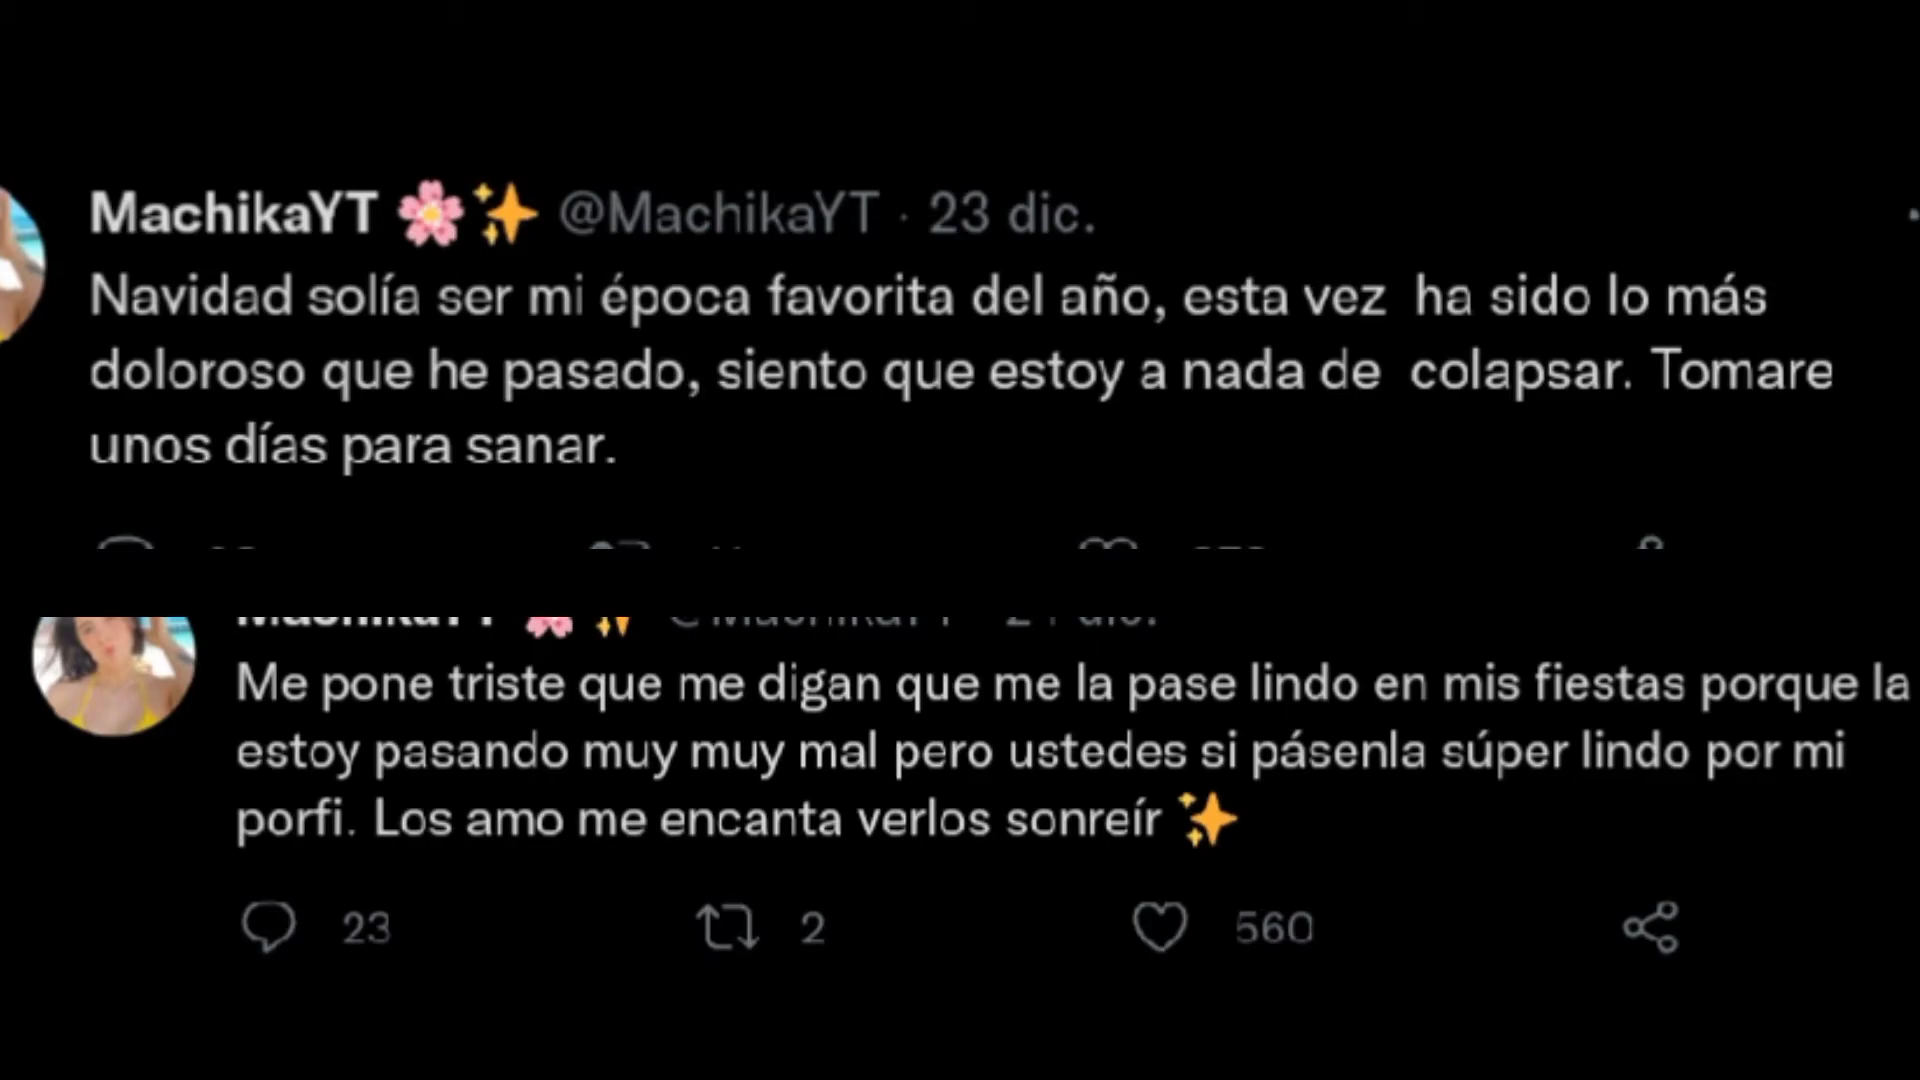 MachikaYT 🌸✨ @MachikaYT · 23 dic.
Navidad solía ser mi época favorita del año, esta vez ha sido lo más
doloroso que he pasado, siento que estoy a nada de colapsar. Tomare
unos días para sanar.
MachikaYT 🌸✨ @MachikaYT
Me pone triste que me digan que me la pase lindo en mis fiestas porque la
estoy pasando muy muy mal pero ustedes si pásenla súper lindo por mi
porfi. Los amo me encanta verlos sonreír ✨
23 2 560